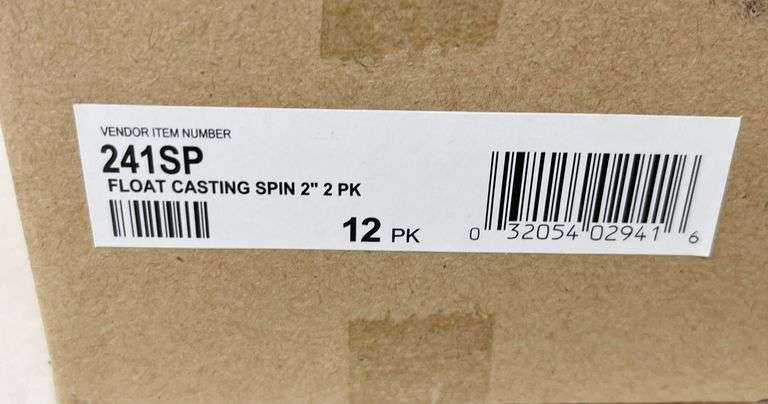 VENDOR ITEM NUMBER
241SP
FLOAT CASTING SPIN 2" 2 PK
12 PK
0 32054 02941 6